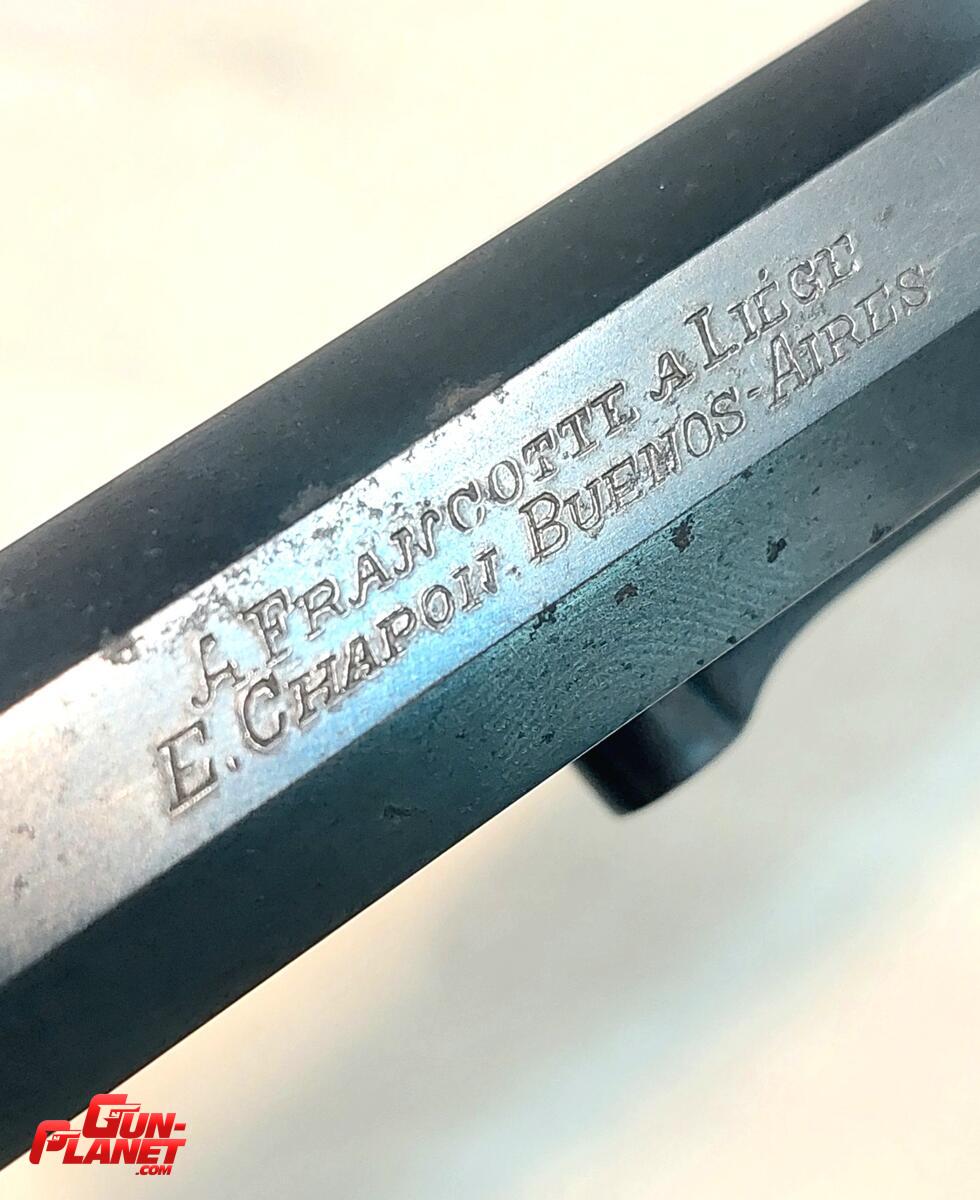 A FRANCOTTE A LIÉGE
E. CHAPON. BUENOS-AIRES
GUN-
PLANET
.COM